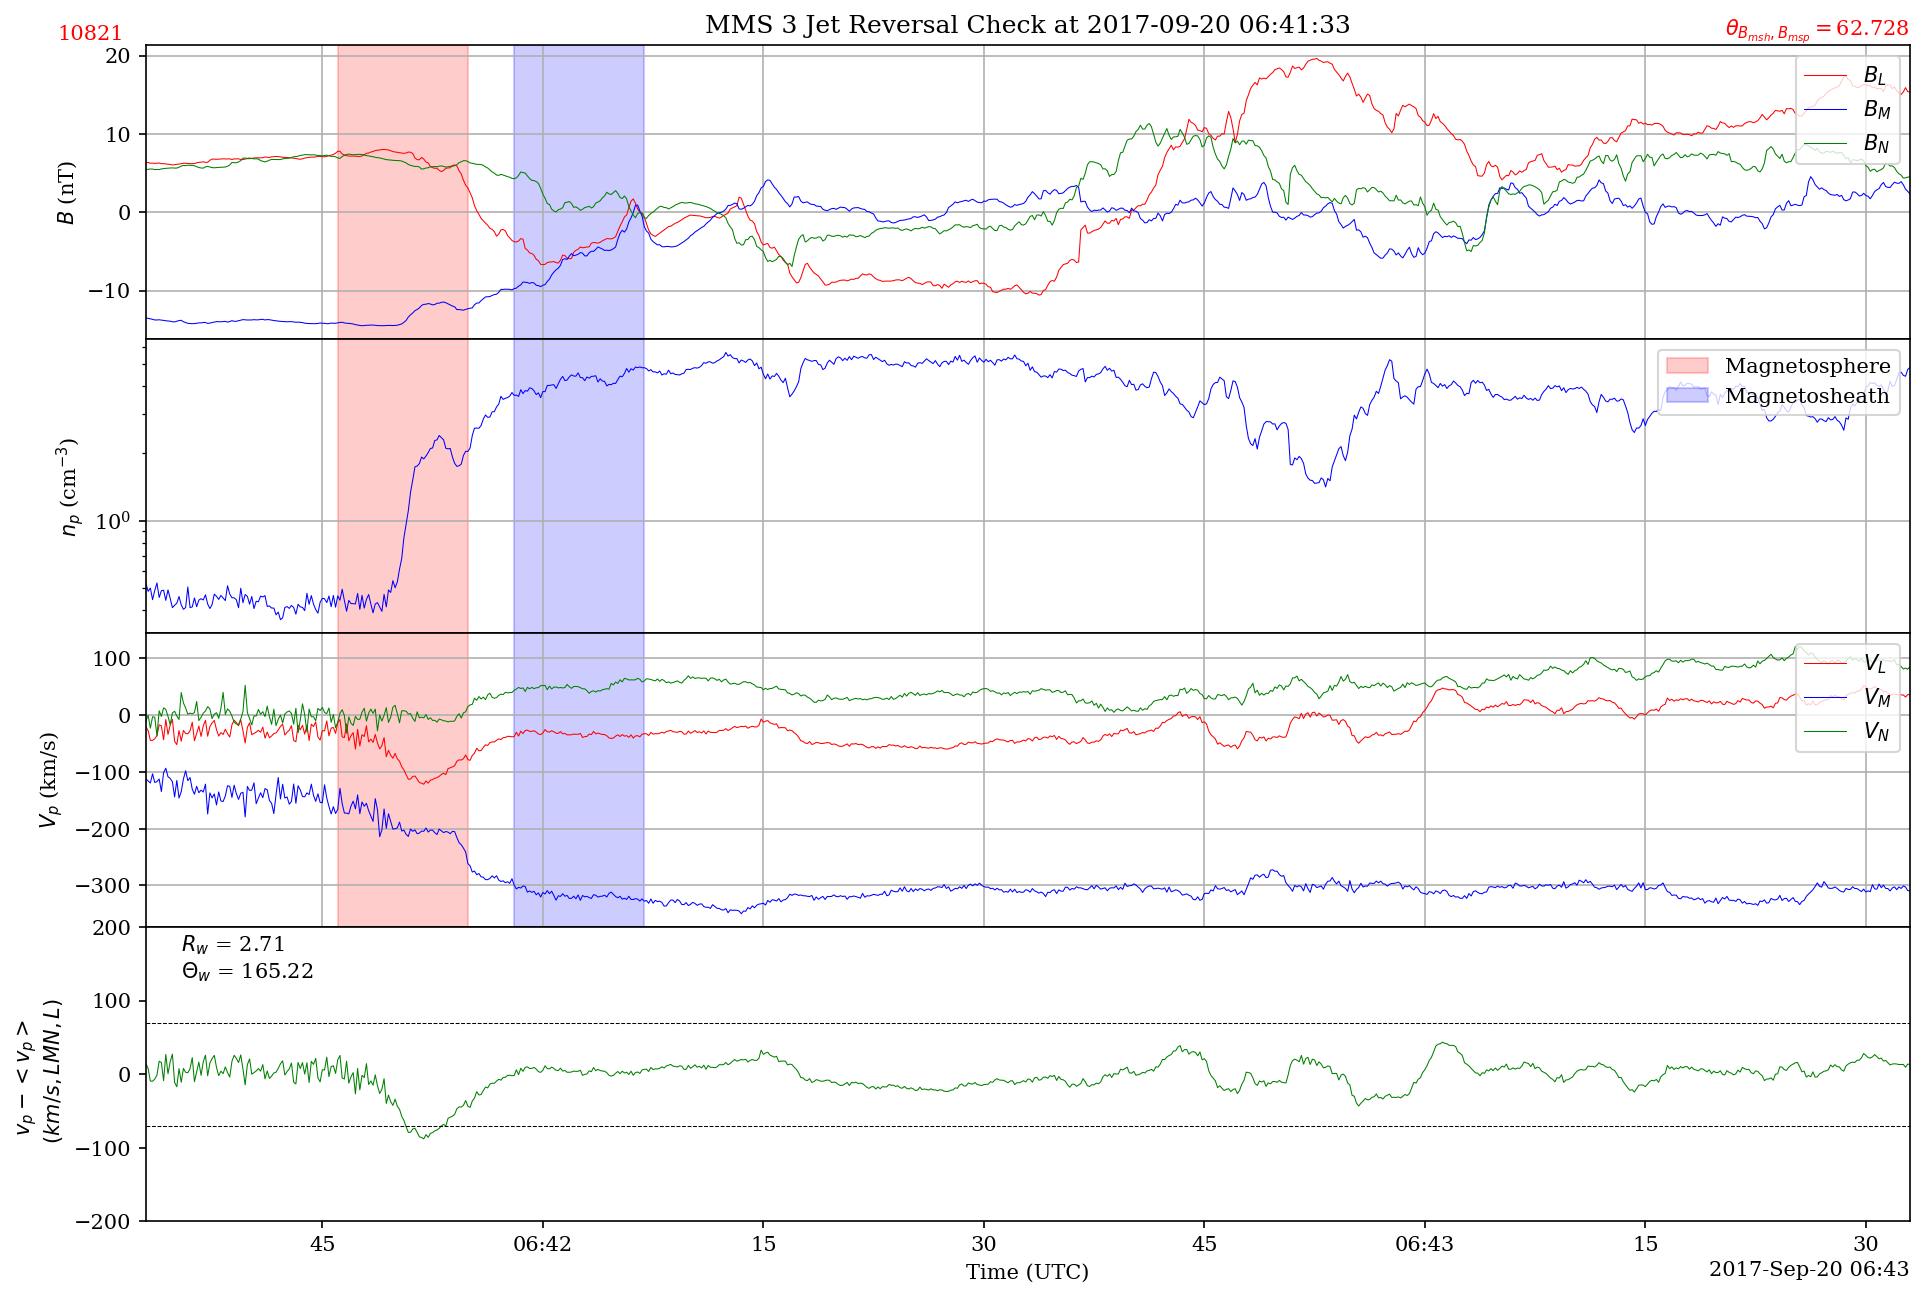 10821
MMS 3 Jet Reversal Check at 2017-09-20 06:41:33
θ_{B_{msh}, B_{msp}} = 62.728
20
10
0
−10
B (nT)
B_L
B_M
B_N
10^0
n_p (cm^{−3})
Magnetosphere
Magnetosheath
100
0
−100
−200
−300
V_p (km/s)
V_L
V_M
V_N
200
100
0
−100
−200
v_p − < v_p >
(km/s, LMN, L)
R_w = 2.71
Θ_w = 165.22
45
06:42
15
30
45
06:43
15
30
Time (UTC)
2017-Sep-20 06:43